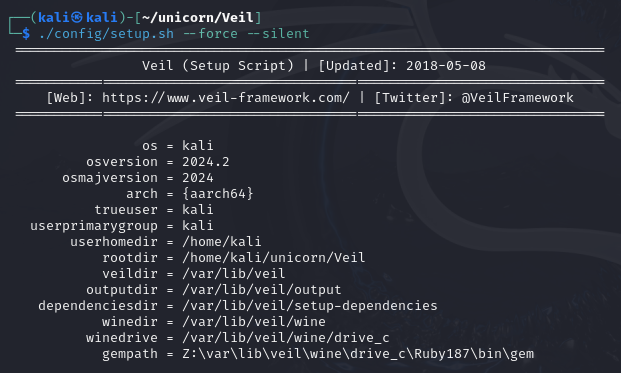 ┌──(kali㉿kali)-[~/unicorn/Veil]
└─$ ./config/setup.sh --force --silent
Veil (Setup Script) | [Updated]: 2018-05-08
[Web]: https://www.veil-framework.com/ | [Twitter]: @VeilFramework
os = kali
osversion = 2024.2
osmajversion = 2024
arch = {aarch64}
trueuser = kali
userprimarygroup = kali
userhomedir = /home/kali
rootdir = /home/kali/unicorn/Veil
veildir = /var/lib/veil
outputdir = /var/lib/veil/output
dependenciesdir = /var/lib/veil/setup-dependencies
winedir = /var/lib/veil/wine
winedrive = /var/lib/veil/wine/drive_c
gempath = Z:\var\lib\veil\wine\drive_c\Ruby187\bin\gem